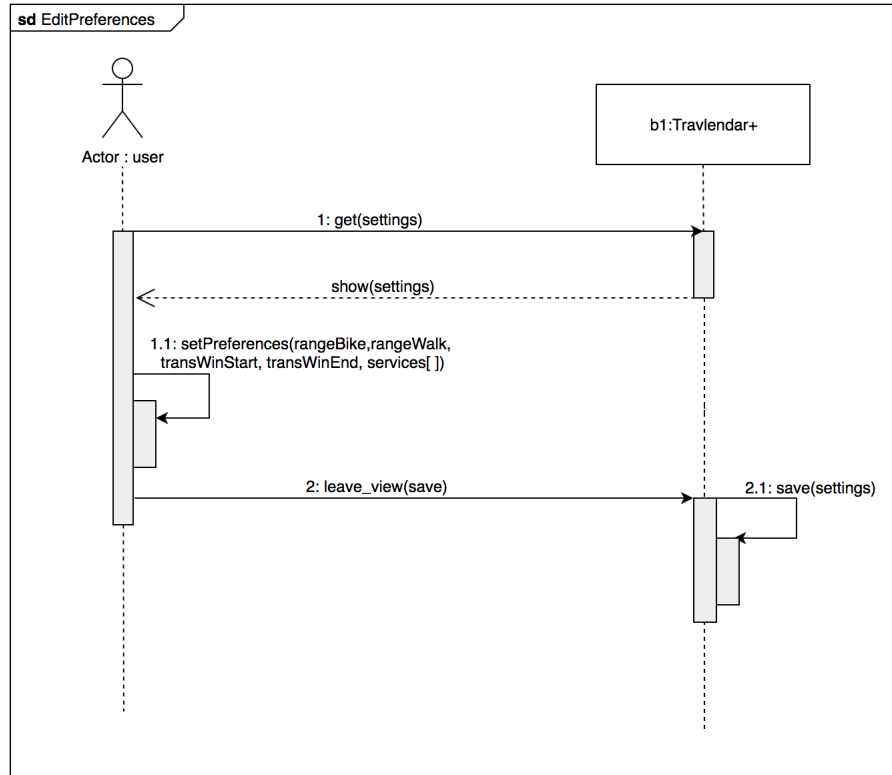 sd EditPreferences
Actor : user
b1:Travlendar+
1: get(settings)
show(settings)
1.1: setPreferences(rangeBike,rangeWalk,
transWinStart, transWinEnd, services[ ])
2: leave_view(save)
2.1: save(settings)